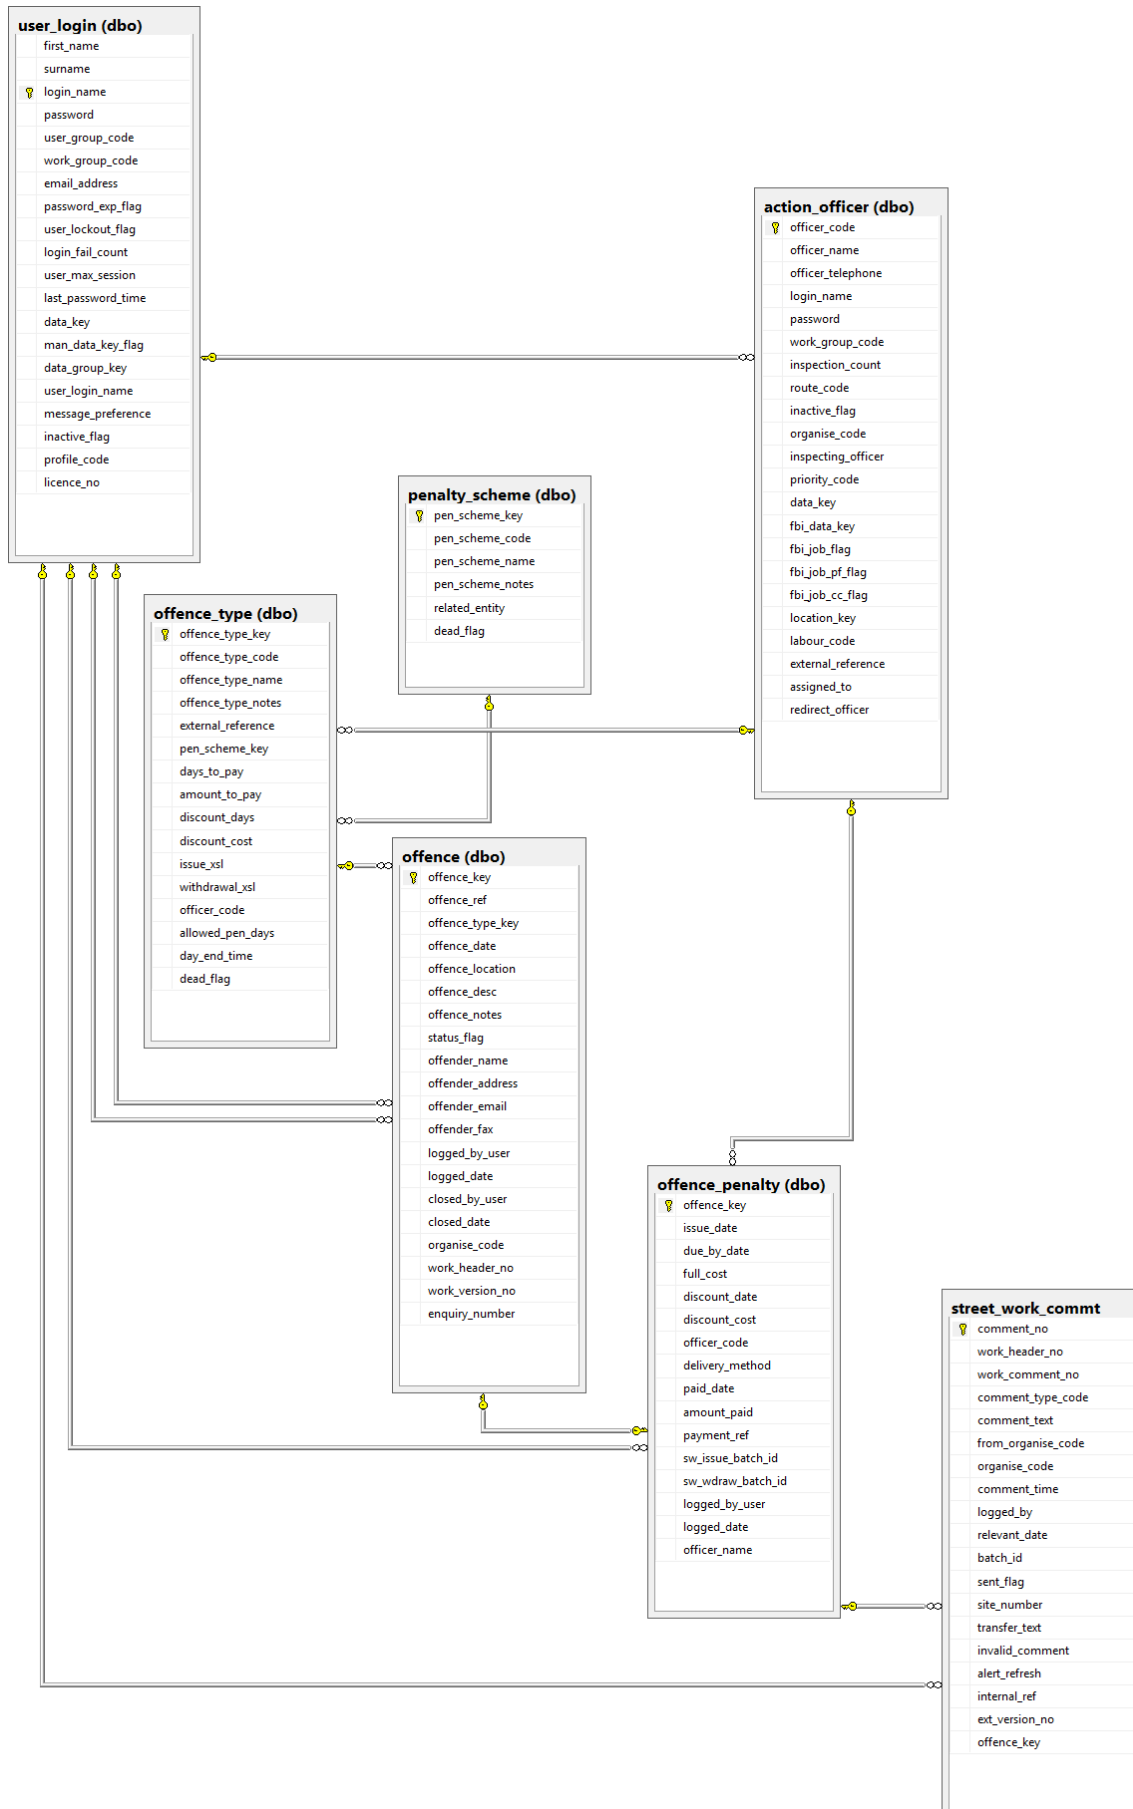 user_login (dbo)
first_name
surname
login_name
password
user_group_code
work_group_code
email_address
password_exp_flag
user_lockout_flag
login_fail_count
user_max_session
last_password_time
data_key
man_data_key_flag
data_group_key
user_login_name
message_preference
inactive_flag
profile_code
licence_no
action_officer (dbo)
officer_code
officer_name
officer_telephone
login_name
password
work_group_code
inspection_count
route_code
inactive_flag
organise_code
inspecting_officer
priority_code
data_key
fbi_data_key
fbi_job_flag
fbi_job_pf_flag
fbi_job_cc_flag
location_key
labour_code
external_reference
assigned_to
redirect_officer
penalty_scheme (dbo)
pen_scheme_key
pen_scheme_code
pen_scheme_name
pen_scheme_notes
related_entity
dead_flag
offence_type (dbo)
offence_type_key
offence_type_code
offence_type_name
offence_type_notes
external_reference
pen_scheme_key
days_to_pay
amount_to_pay
discount_days
discount_cost
issue_xsl
withdrawal_xsl
officer_code
allowed_pen_days
day_end_time
dead_flag
offence (dbo)
offence_key
offence_ref
offence_type_key
offence_date
offence_location
offence_desc
offence_notes
status_flag
offender_name
offender_address
offender_email
offender_fax
logged_by_user
logged_date
closed_by_user
closed_date
organise_code
work_header_no
work_version_no
enquiry_number
offence_penalty (dbo)
offence_key
issue_date
due_by_date
full_cost
discount_date
discount_cost
officer_code
delivery_method
paid_date
amount_paid
payment_ref
sw_issue_batch_id
sw_wdraw_batch_id
logged_by_user
logged_date
officer_name
street_work_commt
comment_no
work_header_no
work_comment_no
comment_type_code
comment_text
from_organise_code
organise_code
comment_time
logged_by
relevant_date
batch_id
sent_flag
site_number
transfer_text
invalid_comment
alert_refresh
internal_ref
ext_version_no
offence_key